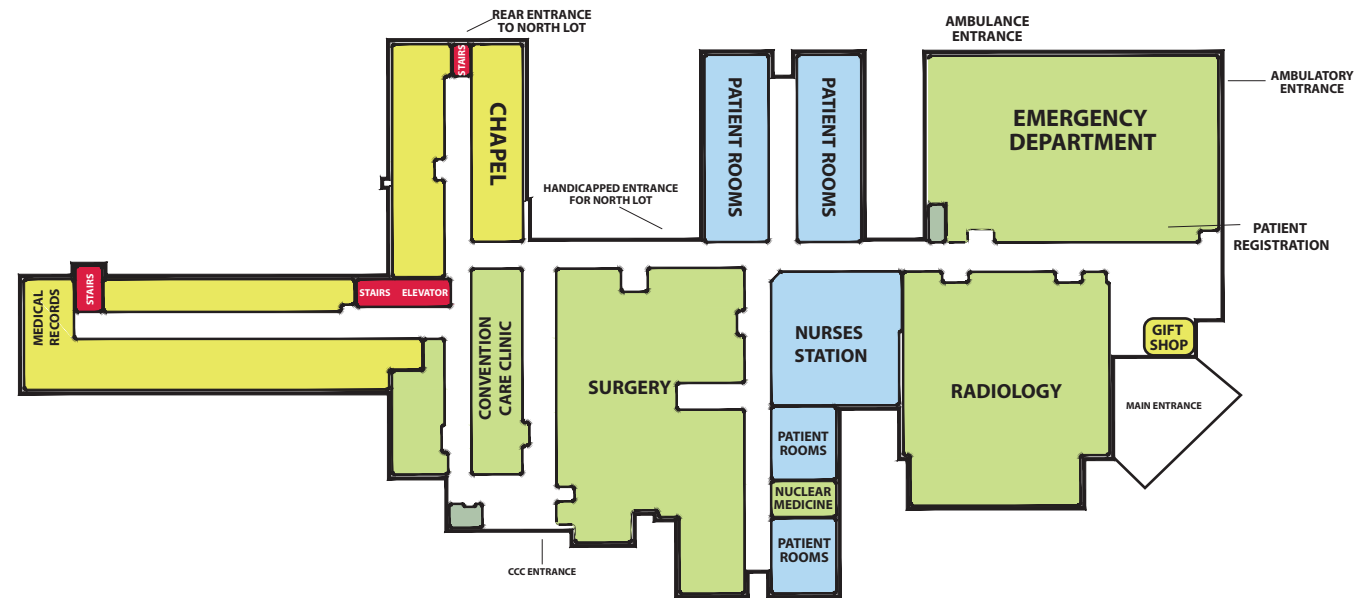 REAR ENTRANCE
TO NORTH LOT
AMBULANCE
ENTRANCE
STAIRS
CHAPEL
PATIENT ROOMS
PATIENT ROOMS
EMERGENCY
DEPARTMENT
AMBULATORY
ENTRANCE
HANDICAPPED ENTRANCE
FOR NORTH LOT
PATIENT
REGISTRATION
MEDICAL
RECORDS
STAIRS
STAIRS ELEVATOR
CONVENTION
CARE CLINIC
SURGERY
NURSES
STATION
RADIOLOGY
GIFT
SHOP
MAIN ENTRANCE
PATIENT
ROOMS
NUCLEAR
MEDICINE
PATIENT
ROOMS
CCC ENTRANCE